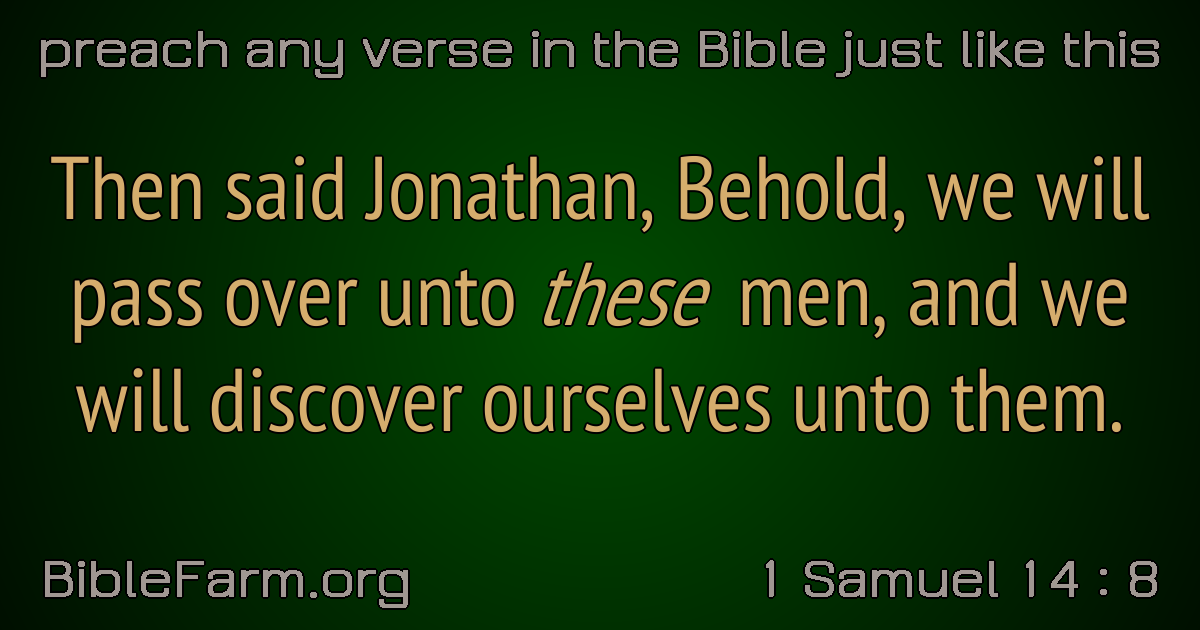 preach any verse in the Bible just like this
Then said Jonathan, Behold, we will
pass over unto these men, and we
will discover ourselves unto them.
BibleFarm.org
1 Samuel 14 : 8